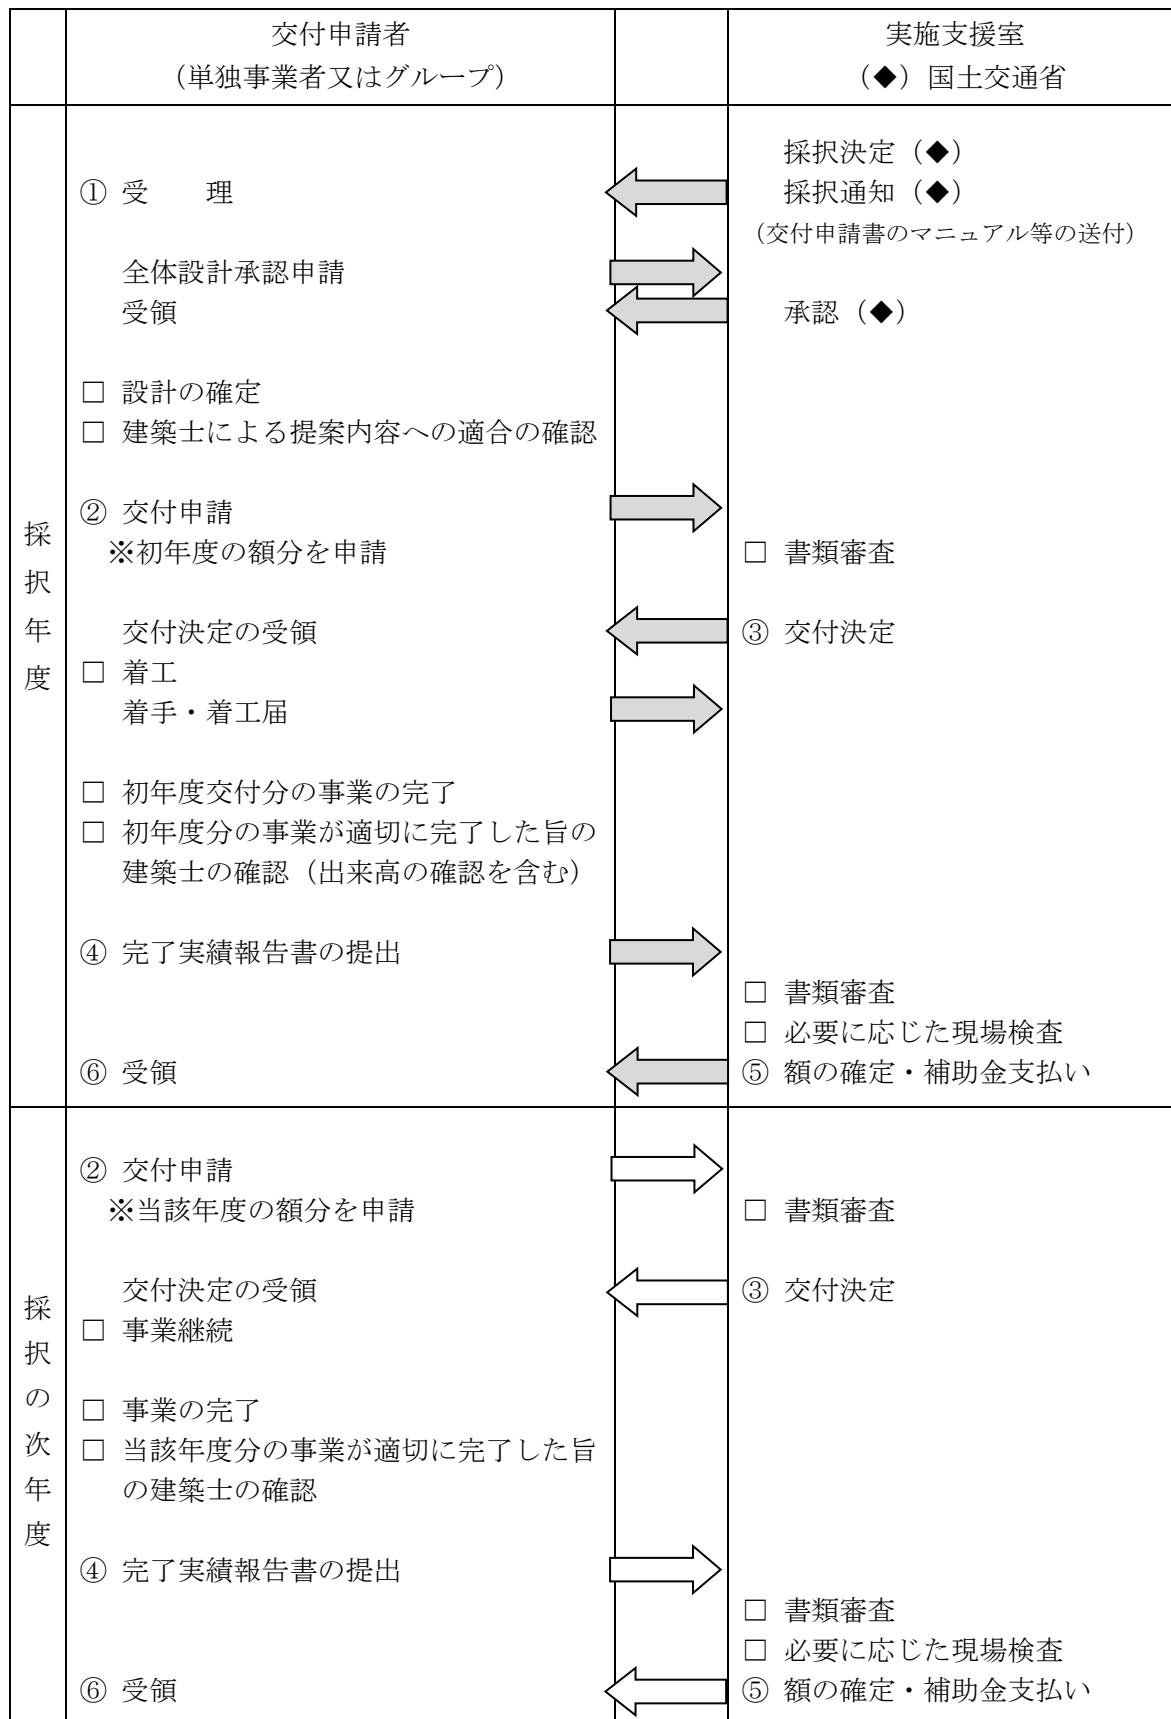 交付申請者
（単独事業者又はグループ）
実施支援室
（◆）国土交通省
採択年度
採択決定（◆）
① 受　　理
採択通知（◆）
（交付申請書のマニュアル等の送付）
全体設計承認申請
受領
承認（◆）
□ 設計の確定
□ 建築士による提案内容への適合の確認
② 交付申請
※初年度の額分を申請
□ 書類審査
交付決定の受領
③ 交付決定
□ 着工
着手・着工届
□ 初年度交付分の事業の完了
□ 初年度分の事業が適切に完了した旨の
建築士の確認（出来高の確認を含む）
④ 完了実績報告書の提出
□ 書類審査
□ 必要に応じた現場検査
⑥ 受領
⑤ 額の確定・補助金支払い
採択の次年度
② 交付申請
※当該年度の額分を申請
□ 書類審査
交付決定の受領
③ 交付決定
□ 事業継続
□ 事業の完了
□ 当該年度分の事業が適切に完了した旨
の建築士の確認
④ 完了実績報告書の提出
□ 書類審査
□ 必要に応じた現場検査
⑥ 受領
⑤ 額の確定・補助金支払い